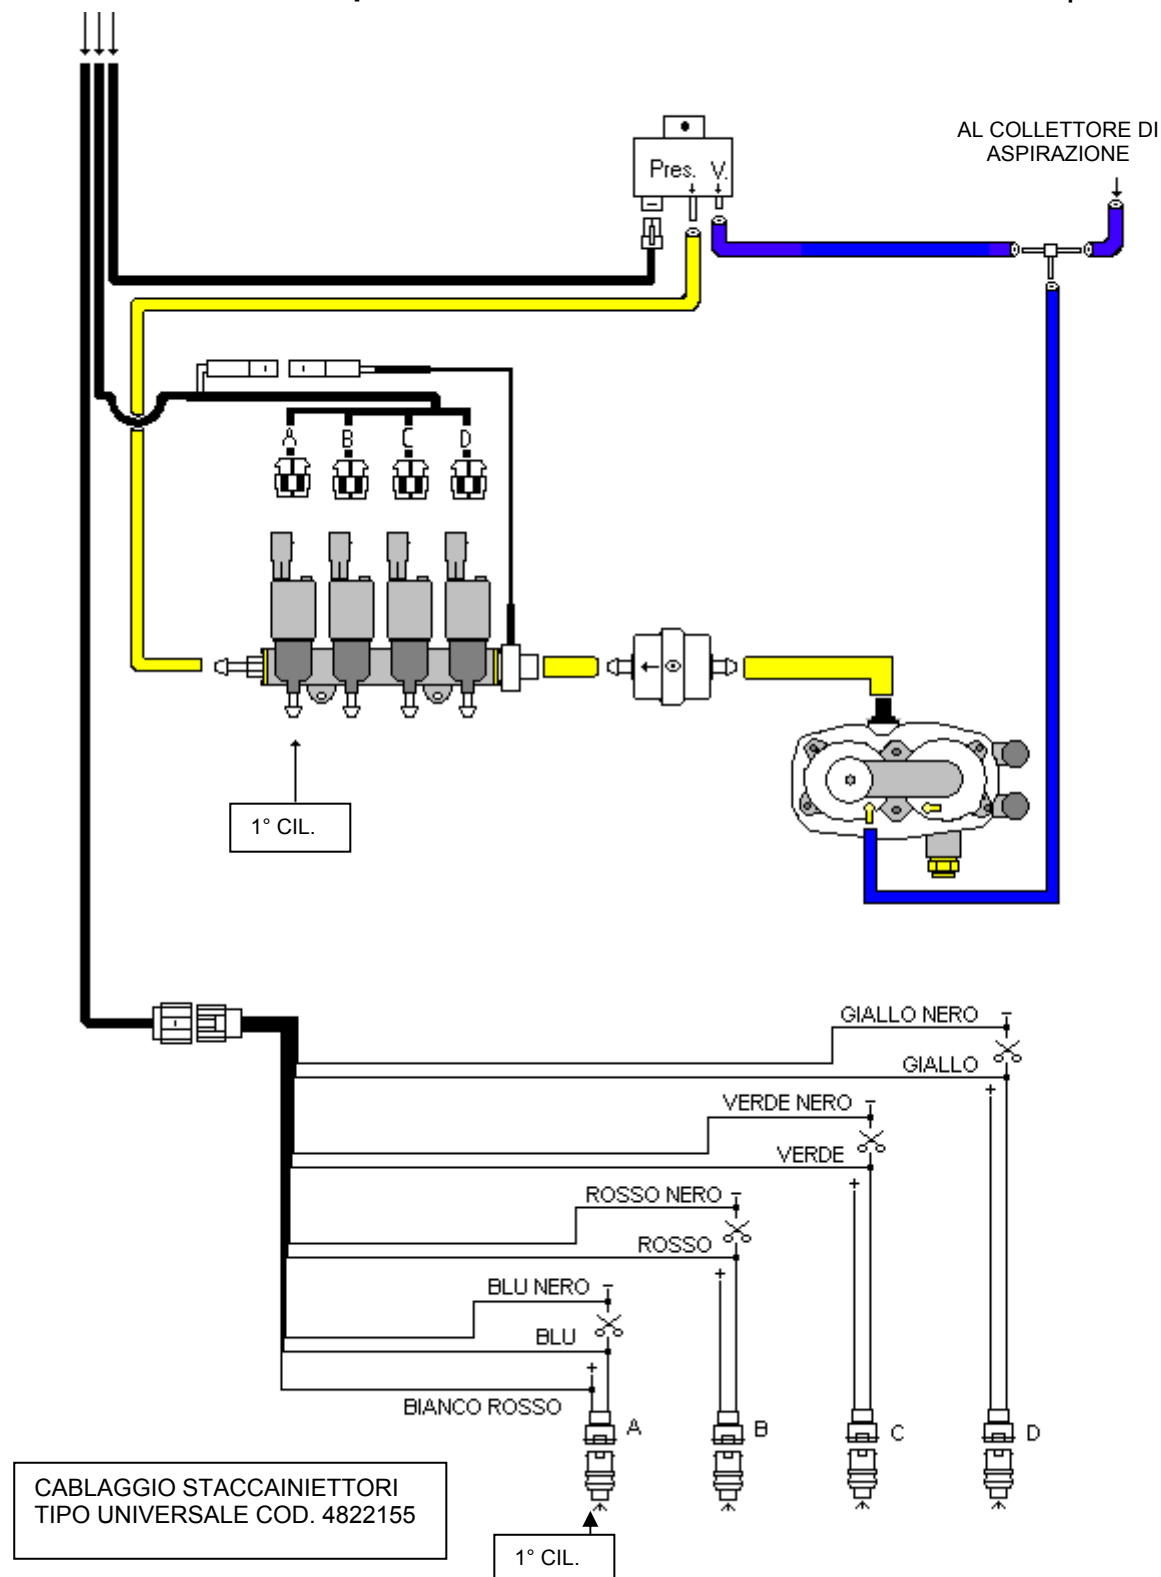 AL COLLETTORE DI
ASPIRAZIONE
Pres. V.
A B C D
1° CIL.
GIALLO NERO -
GIALLO
+
VERDE NERO -
VERDE
+
ROSSO NERO -
ROSSO
+
BLU NERO -
BLU
+
BIANCO ROSSO
A B C D
CABLAGGIO STACCAINIETTORI
TIPO UNIVERSALE COD. 4822155
1° CIL.